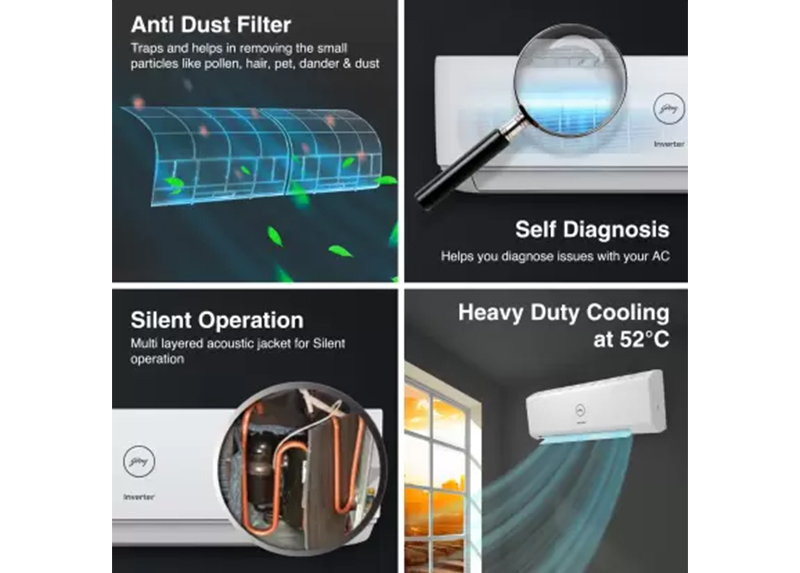 Anti Dust Filter
Traps and helps in removing the small
particles like pollen, hair, pet, dander & dust
Godrej
Inverter
Self Diagnosis
Helps you diagnose issues with your AC
Silent Operation
Multi layered acoustic jacket for Silent
operation
Godrej
Inverter
Heavy Duty Cooling
at 52°C